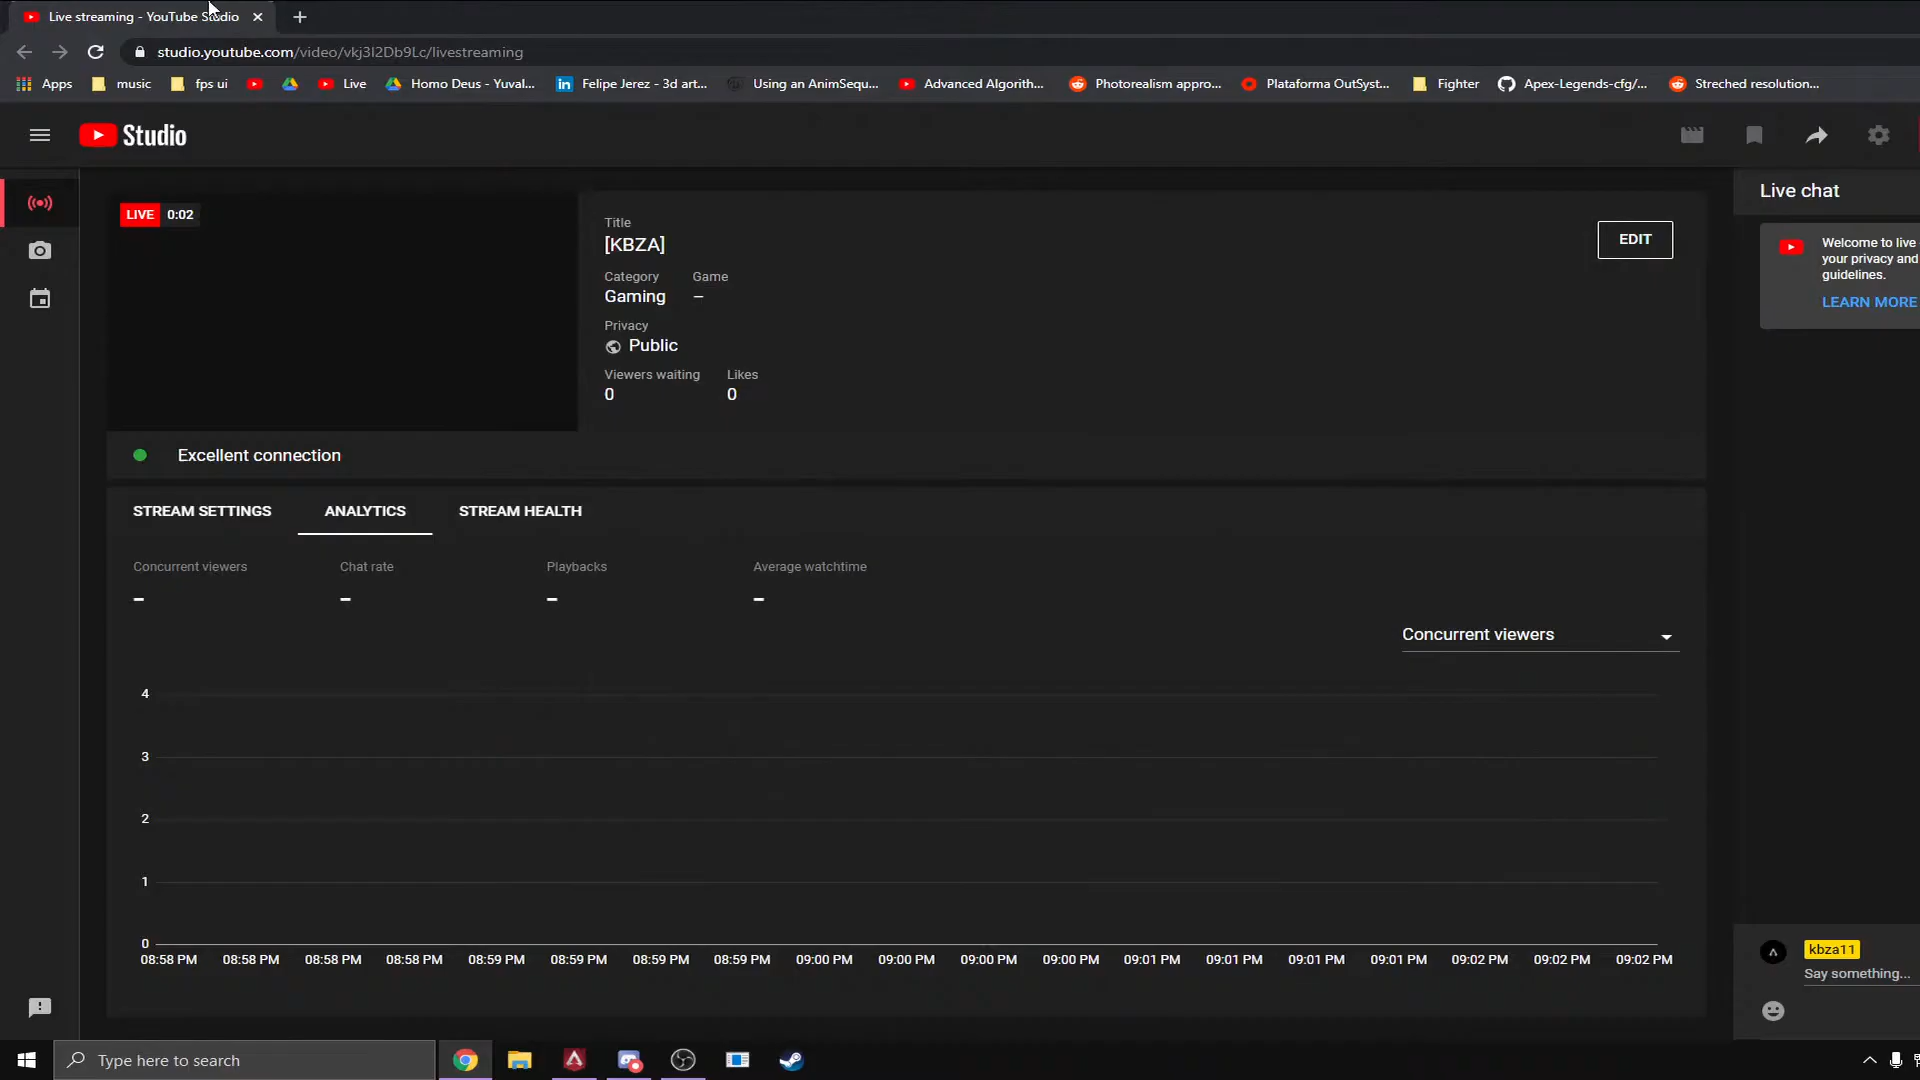 Live streaming - YouTube Studio
studio.youtube.com/video/vkj3l2Db9Lc/livestreaming
Apps music fps ui Live Homo Deus - Yuval... Felipe Jerez - 3d art... Using an AnimSequ... Advanced Algorith... Photorealism appro... Plataforma OutSyst... Fighter Apex-Legends-cfg/... Streched resolution...
Studio
LIVE 0:02
Title
[KBZA]
EDIT
Category Game
Gaming –
Privacy
Public
Viewers waiting Likes
0 0
Excellent connection
STREAM SETTINGS ANALYTICS STREAM HEALTH
Concurrent viewers Chat rate Playbacks Average watchtime
– – – –
Concurrent viewers
4
3
2
1
0
08:58 PM 08:58 PM 08:58 PM 08:58 PM 08:59 PM 08:59 PM 08:59 PM 08:59 PM 09:00 PM 09:00 PM 09:00 PM 09:00 PM 09:01 PM 09:01 PM 09:01 PM 09:01 PM 09:02 PM 09:02 PM 09:02 PM
Live chat
Welcome to live
your privacy and
guidelines.
LEARN MORE
kbza11
Say something...
Type here to search